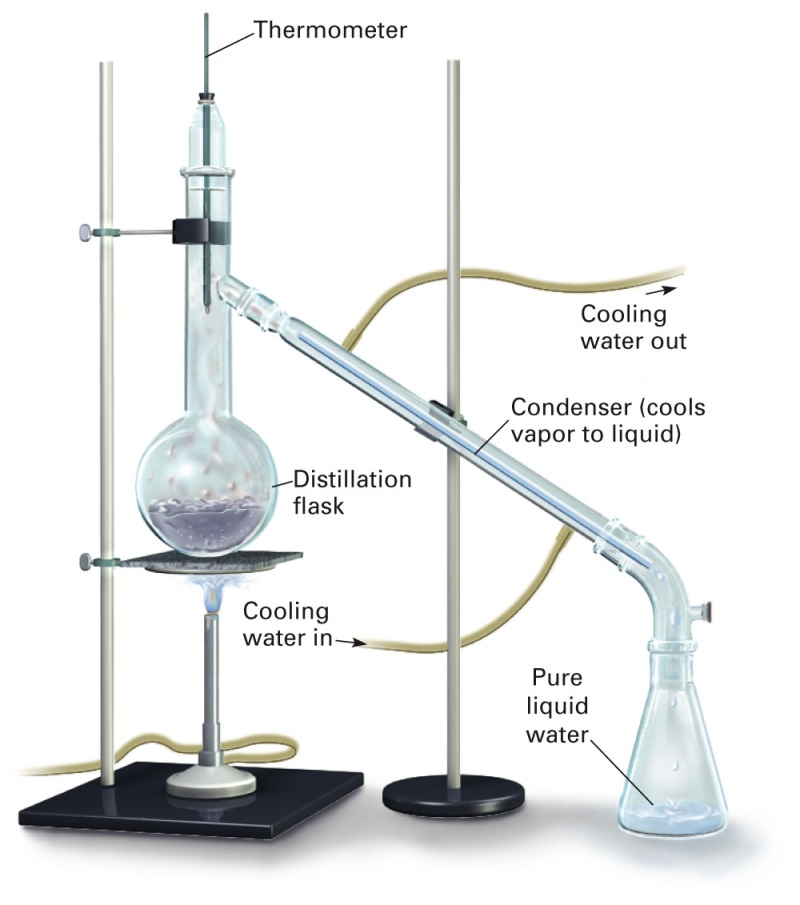 Thermometer
Cooling
water out
Condenser (cools
vapor to liquid)
Distillation
flask
Cooling
water in
Pure
liquid
water